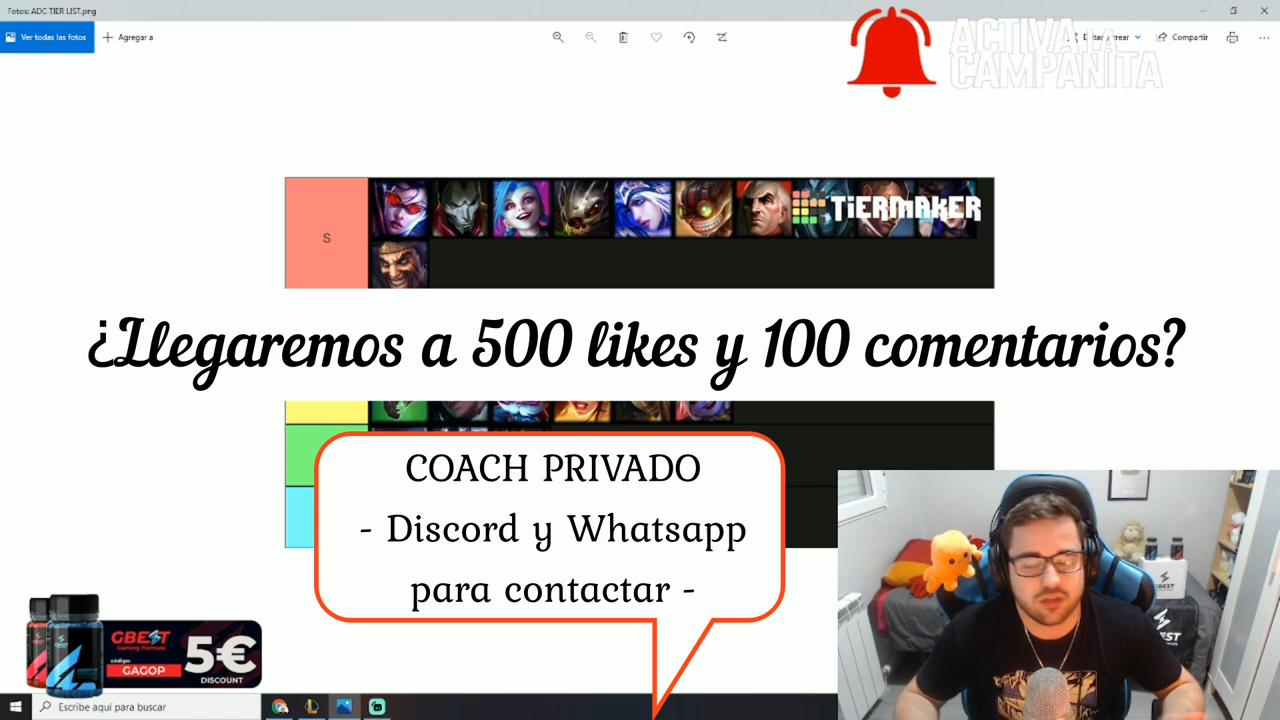 Fotos: ADC TIER LIST.png
Ver todas las fotos
Agregar a
Compartir
ACTIVA LA
CAMPANITA
S
TiERMAKER
¿Llegaremos a 500 likes y 100 comentarios?
COACH PRIVADO
- Discord y Whatsapp
para contactar -
GBEST
Gaming Formula
código:
GAGOP
5€
DISCOUNT
Escribe aquí para buscar